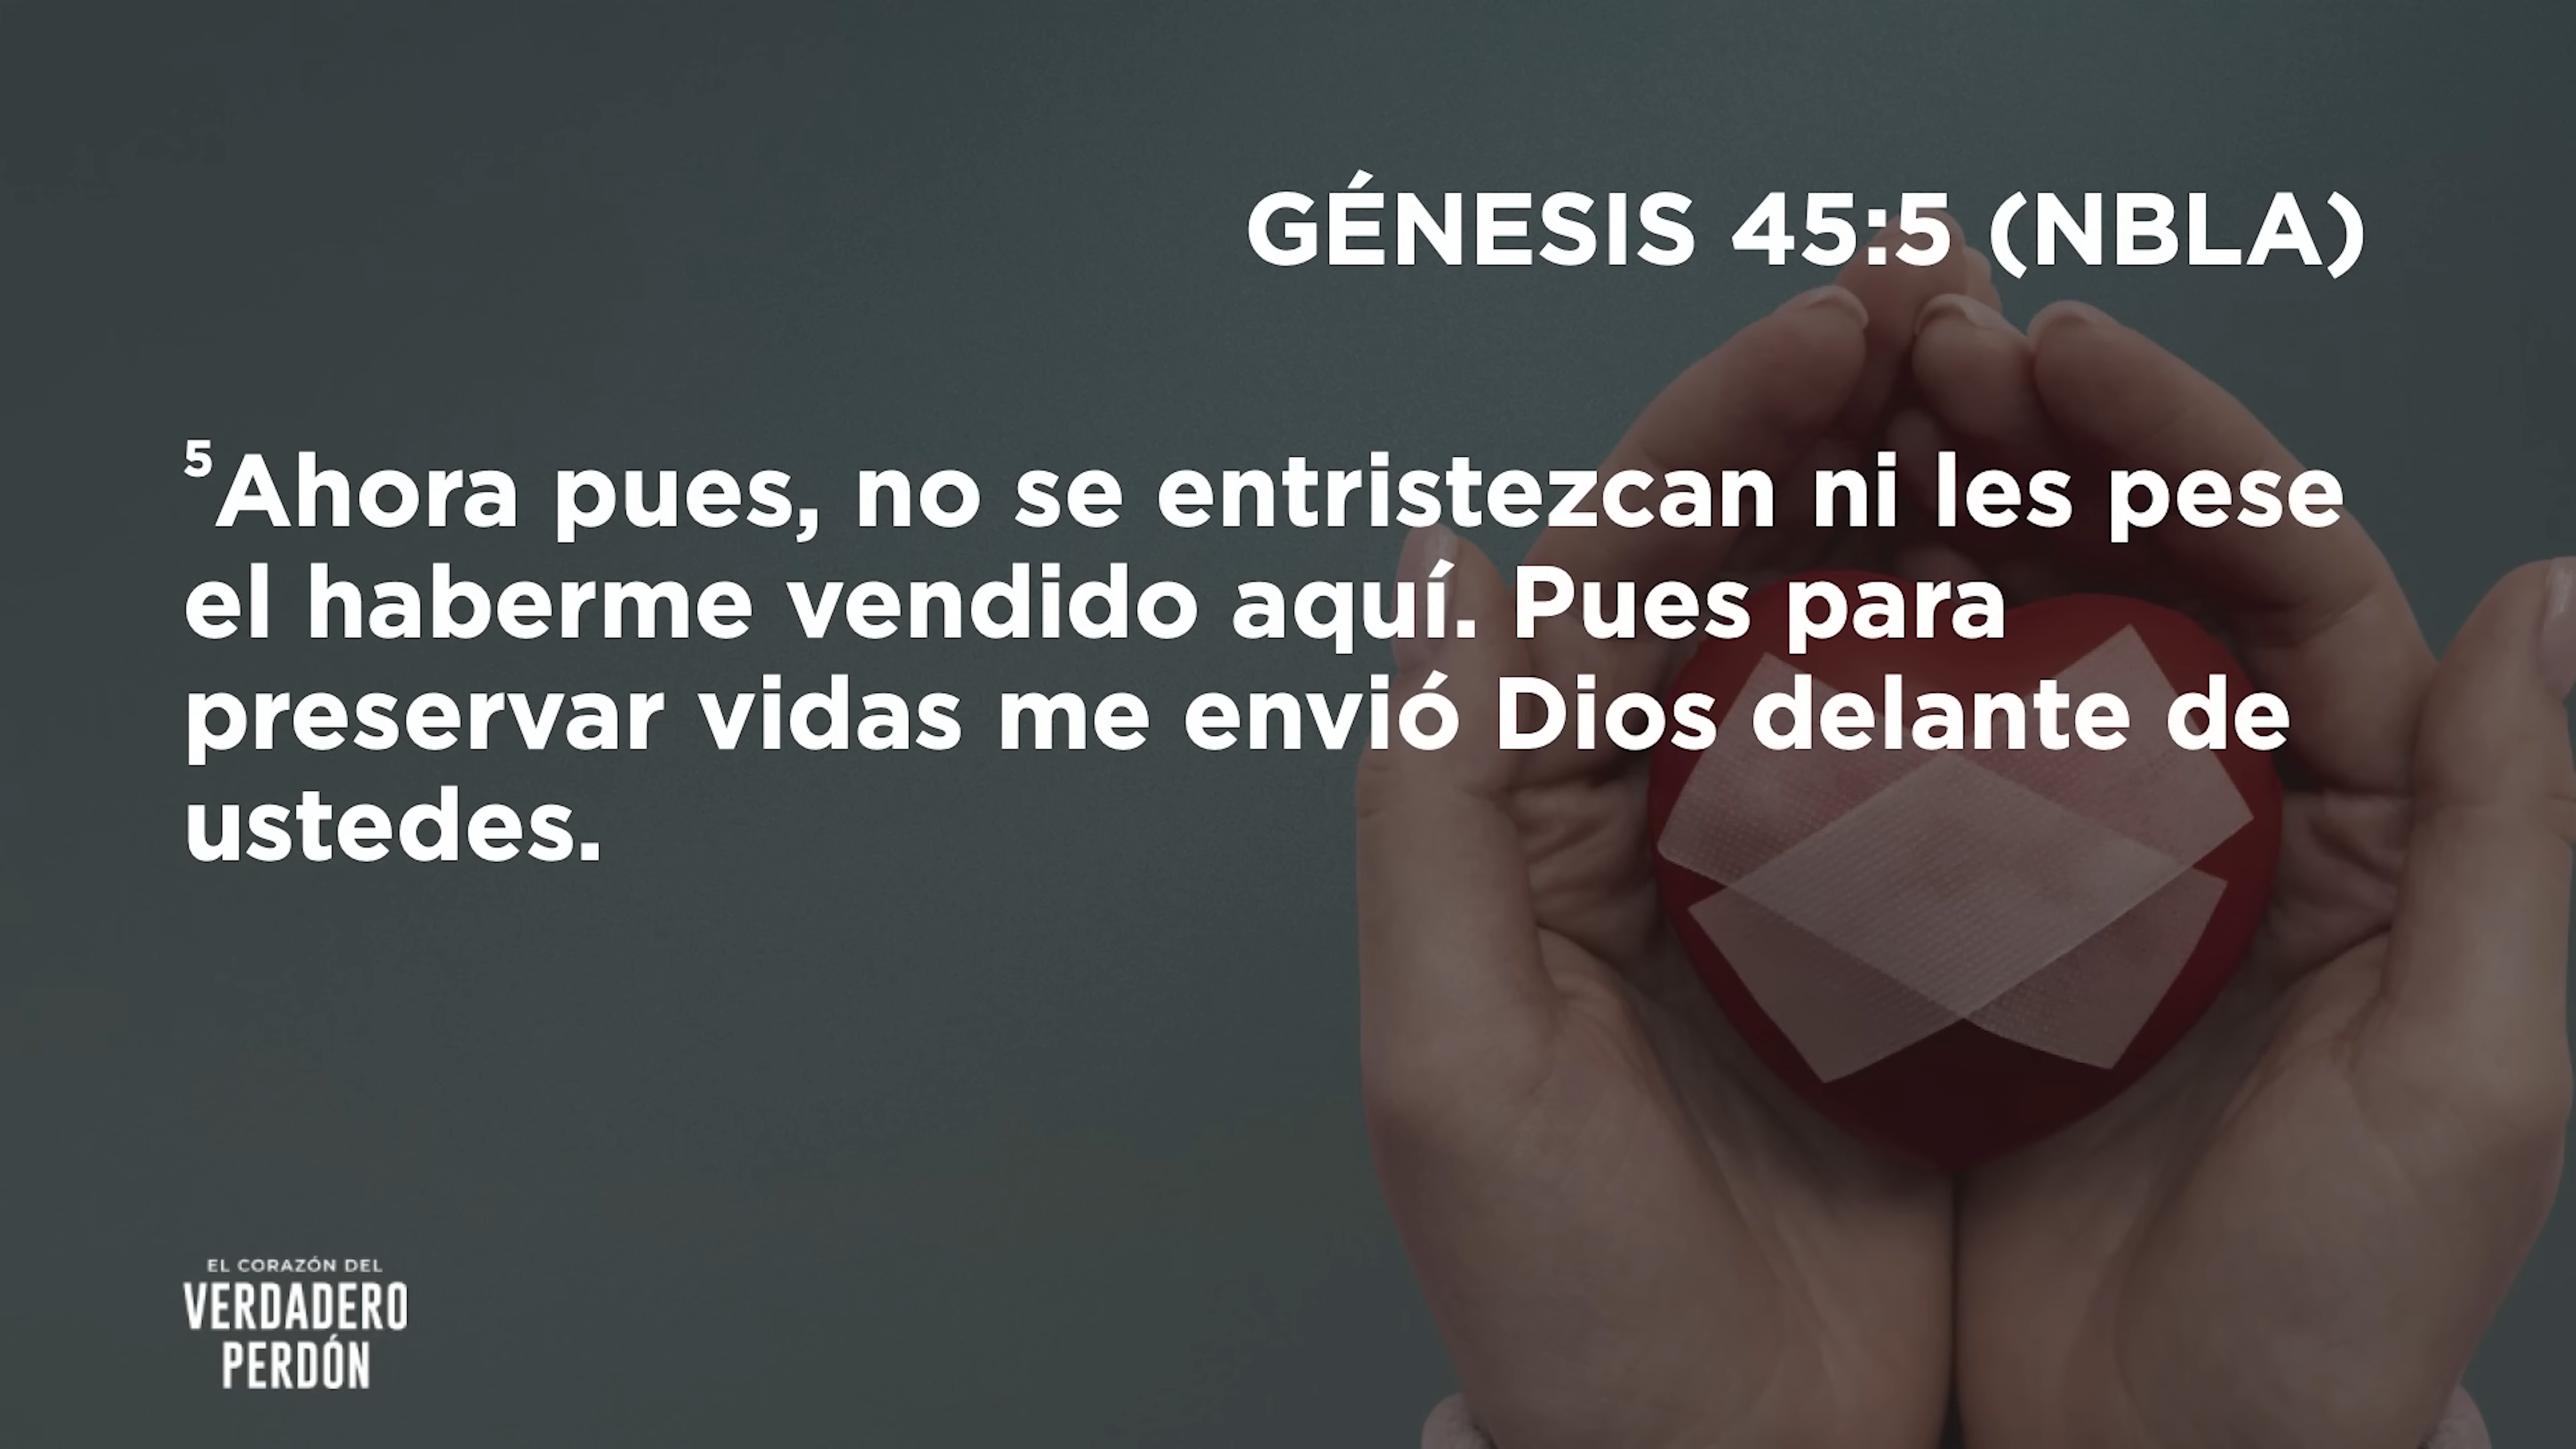 GÉNESIS 45:5 (NBLA)
⁵Ahora pues, no se entristezcan ni les pese
el haberme vendido aquí. Pues para
preservar vidas me envió Dios delante de
ustedes.
EL CORAZÓN DEL
VERDADERO
PERDÓN